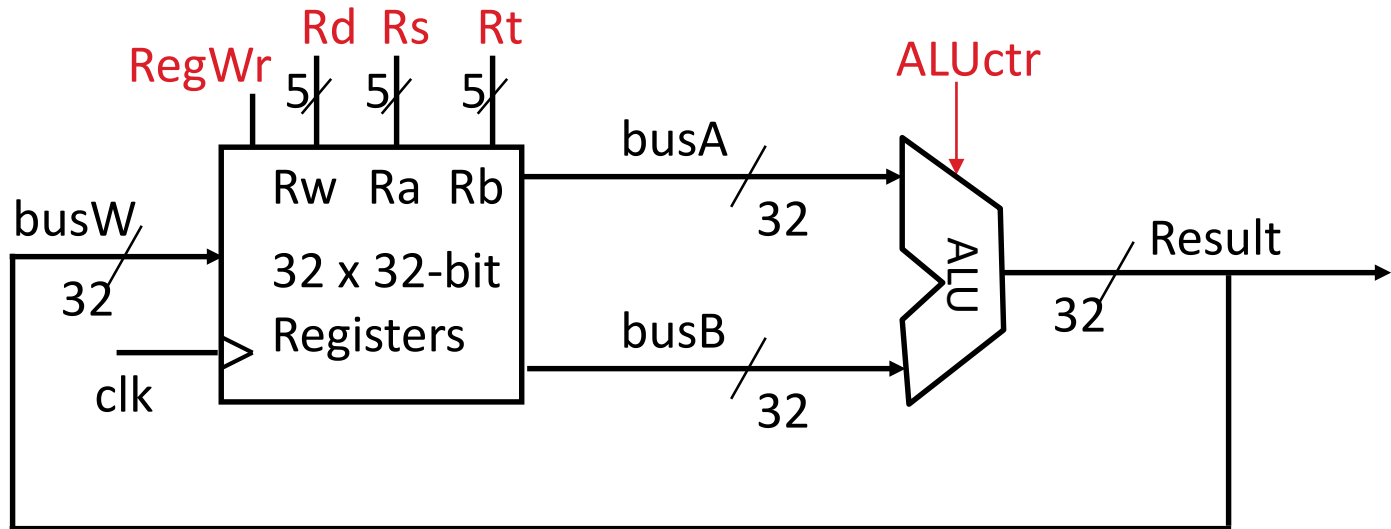 Rd Rs Rt
RegWr
5 5 5
ALUctr
busA
32
Rw Ra Rb
busW
32
32 x 32-bit
Registers
clk
busB
32
ALU
Result
32